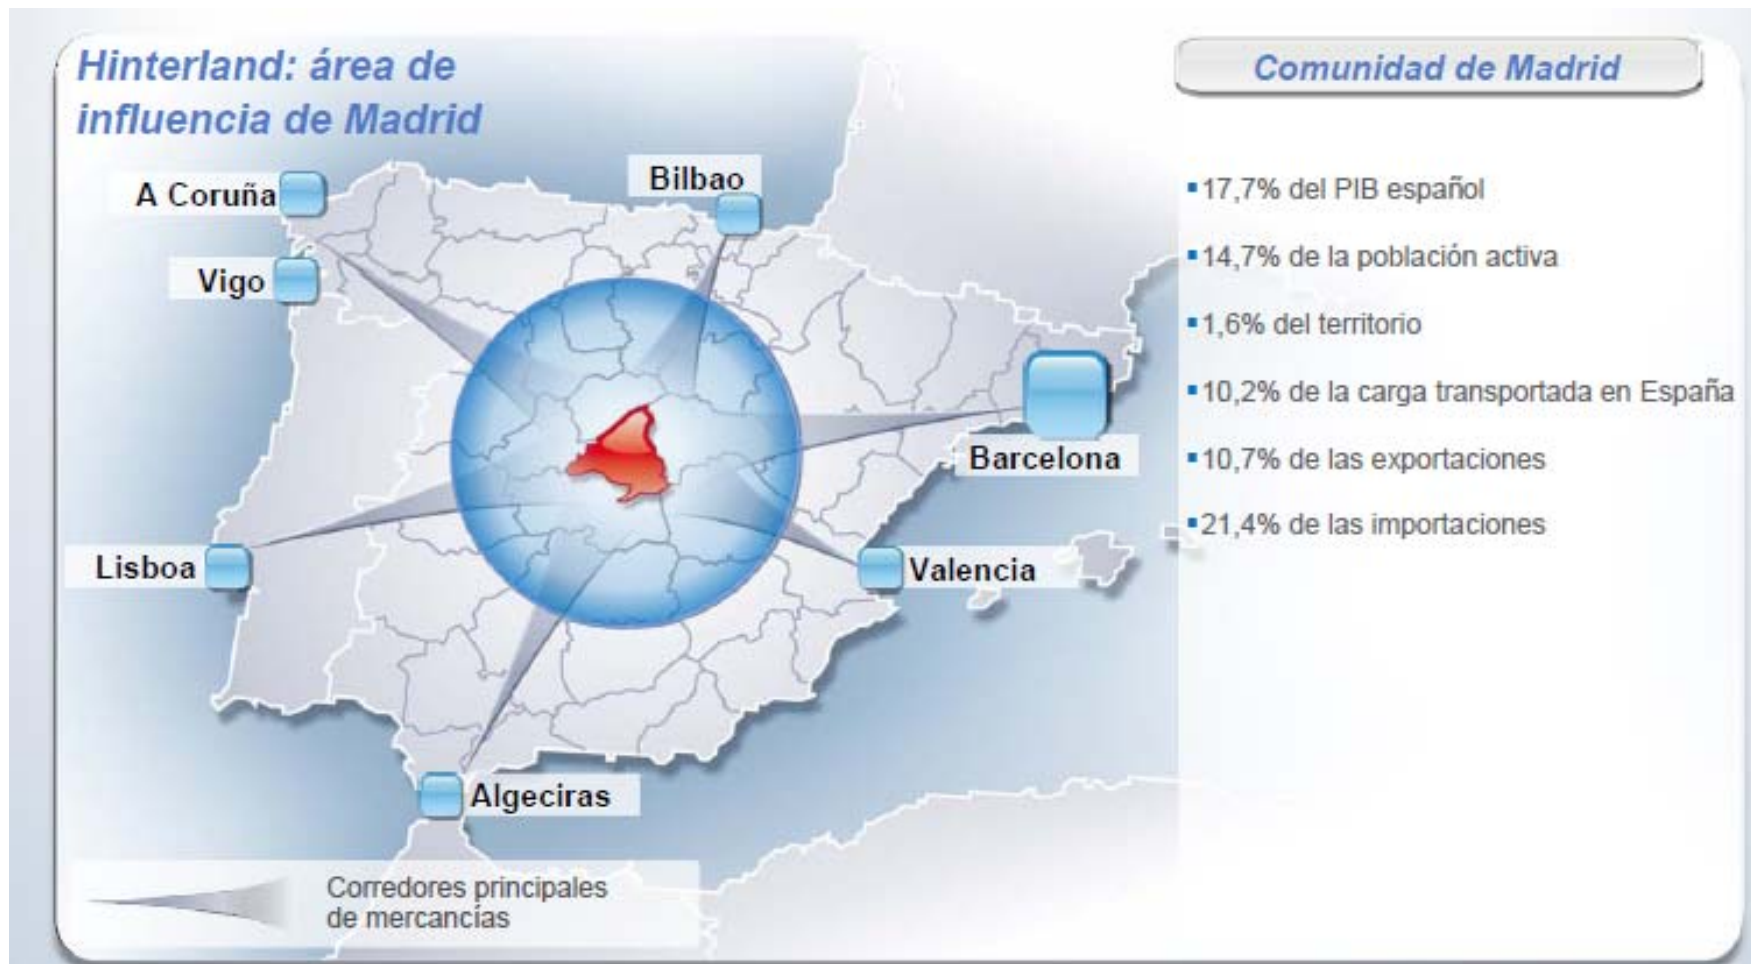 Hinterland: área de
influencia de Madrid
A Coruña
Vigo
Bilbao
Barcelona
Lisboa
Valencia
Algeciras
Corredores principales
de mercancías
Comunidad de Madrid
▪17,7% del PIB español
▪14,7% de la población activa
▪1,6% del territorio
▪10,2% de la carga transportada en España
▪10,7% de las exportaciones
▪21,4% de las importaciones